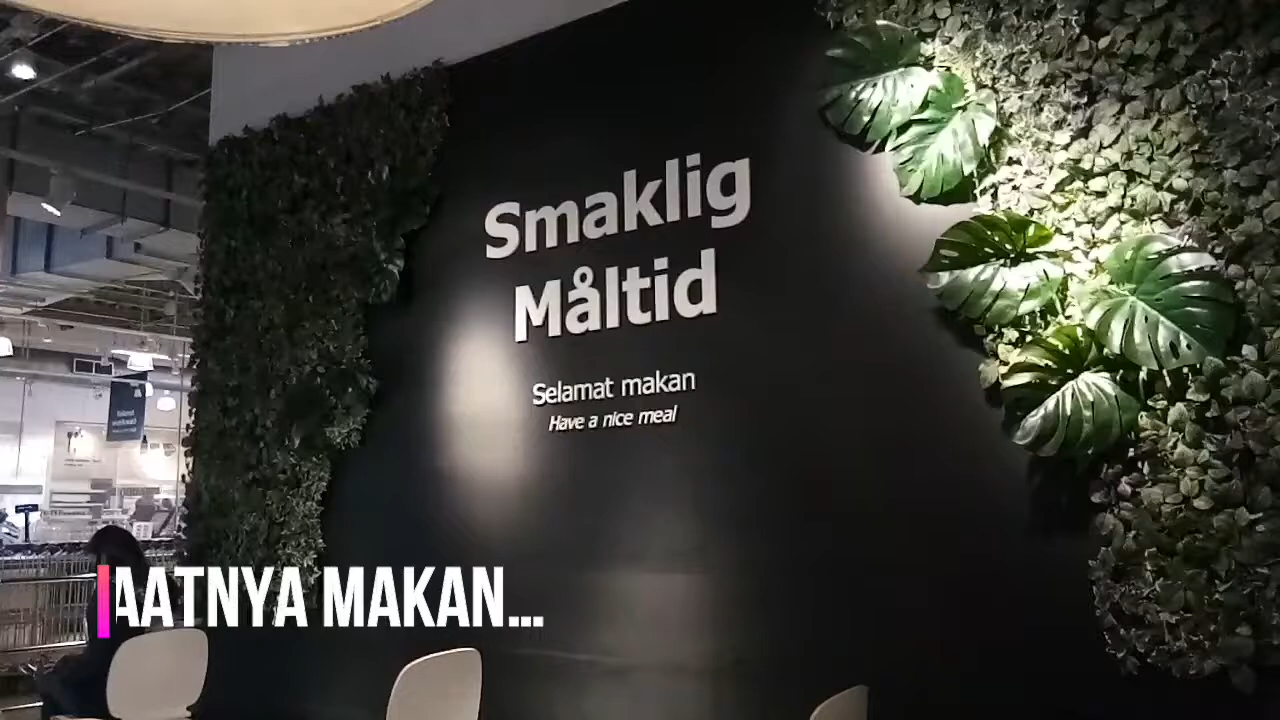 Smaklig
Måltid
Selamat makan
Have a nice meal
AATNYA MAKAN...